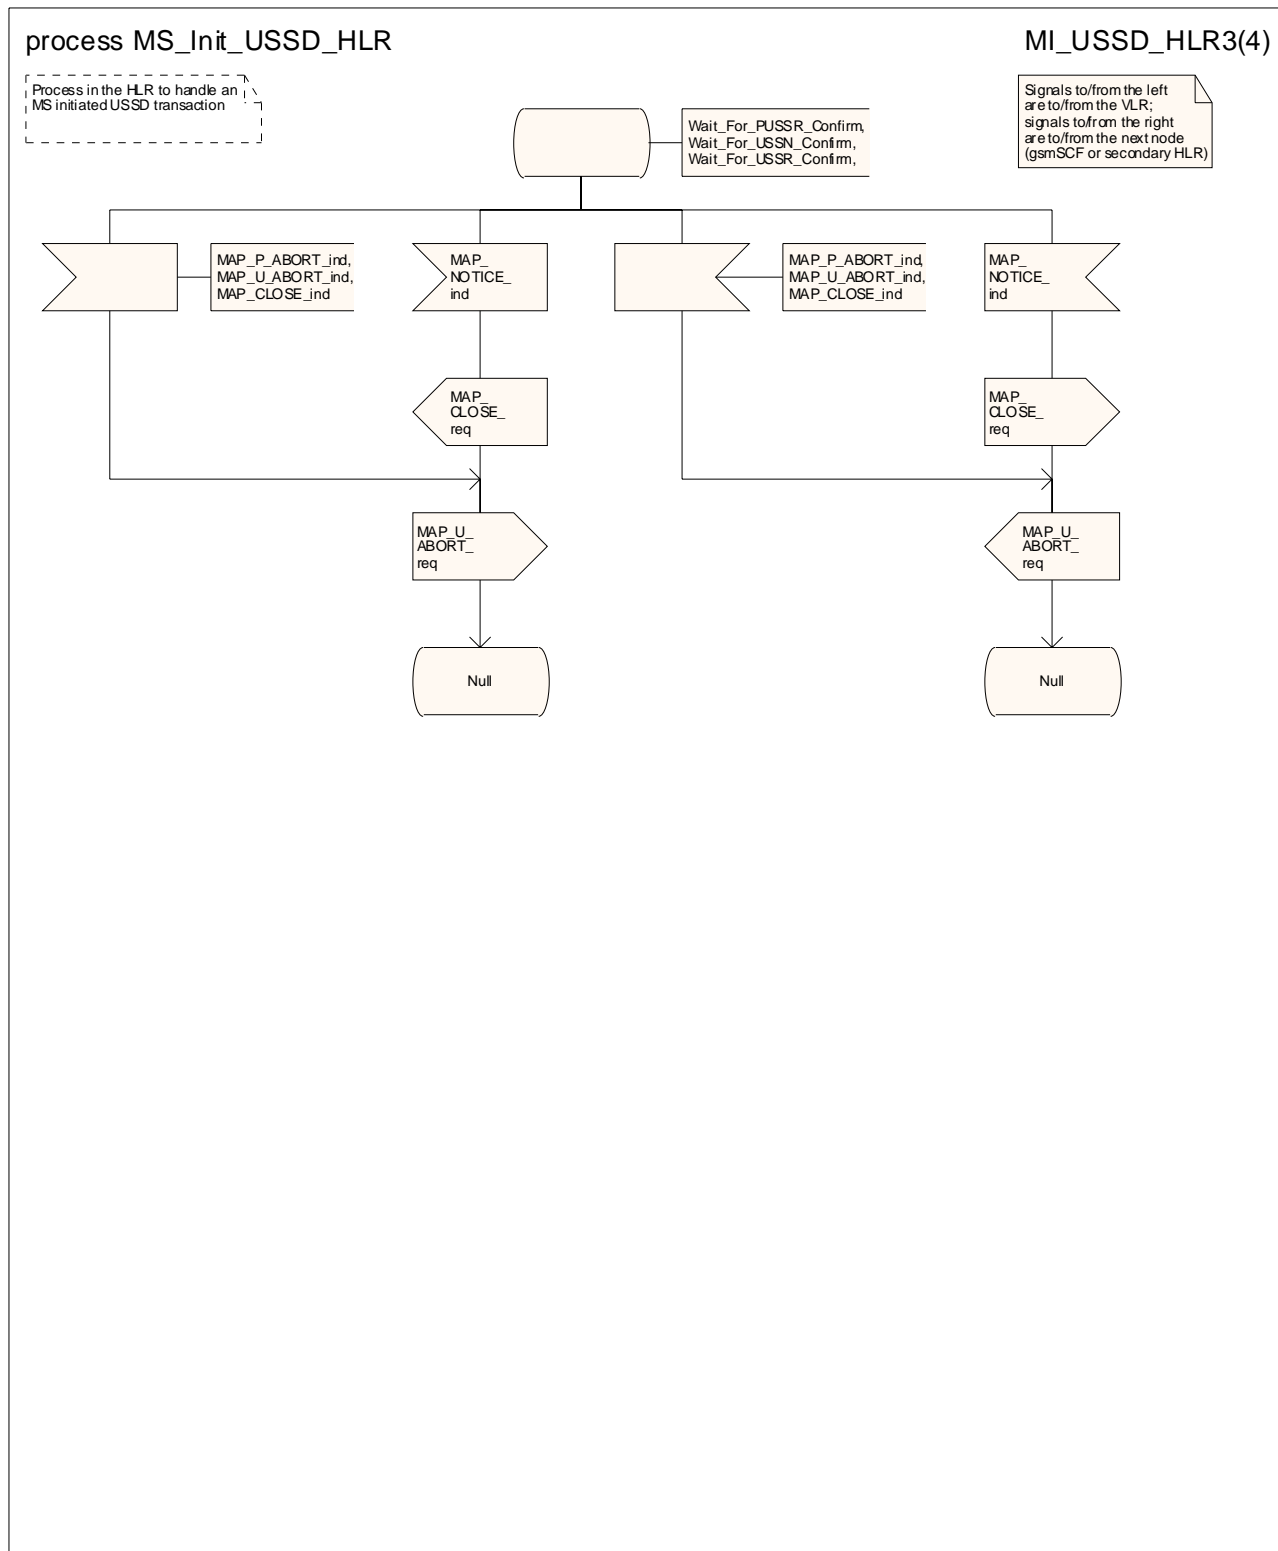 process MS_Init_USSD_HLR
MI_USSD_HLR3(4)
Process in the HLR to handle an
MS initiated USSD transaction
Signals to/from the left
are to/from the VLR;
signals to/from the right
are to/from the next node
(gsmSCF or secondary HLR)
Wait_For_PUSSR_Confirm,
Wait_For_USSN_Confirm,
Wait_For_USSR_Confirm,
MAP_P_ABORT_ind,
MAP_U_ABORT_ind,
MAP_CLOSE_ind
MAP_
NOTICE_
ind
MAP_P_ABORT_ind,
MAP_U_ABORT_ind,
MAP_CLOSE_ind
MAP_
NOTICE_
ind
MAP_
CLOSE_
req
MAP_
CLOSE_
req
MAP_U_
ABORT_
req
MAP_U_
ABORT_
req
Null
Null